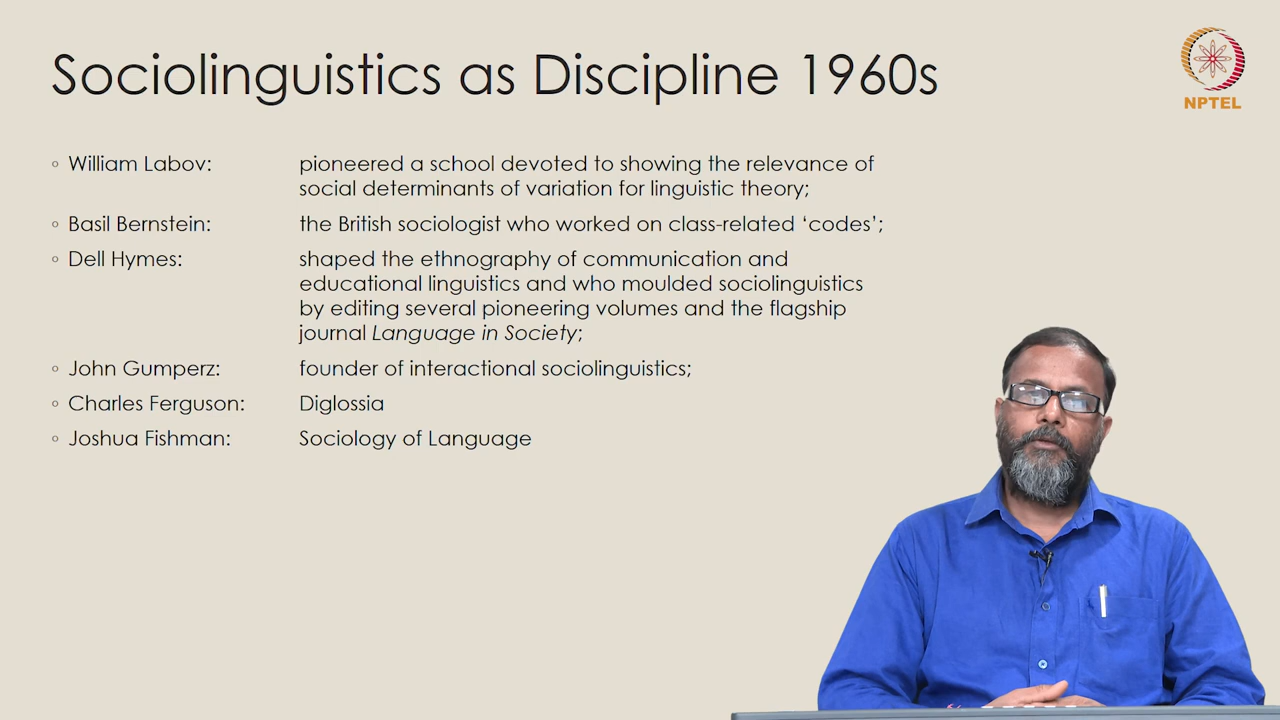 Sociolinguistics as Discipline 1960s
NPTEL
◦ William Labov: pioneered a school devoted to showing the relevance of
social determinants of variation for linguistic theory;
◦ Basil Bernstein: the British sociologist who worked on class-related ‘codes’;
◦ Dell Hymes: shaped the ethnography of communication and
educational linguistics and who moulded sociolinguistics
by editing several pioneering volumes and the flagship
journal Language in Society;
◦ John Gumperz: founder of interactional sociolinguistics;
◦ Charles Ferguson: Diglossia
◦ Joshua Fishman: Sociology of Language